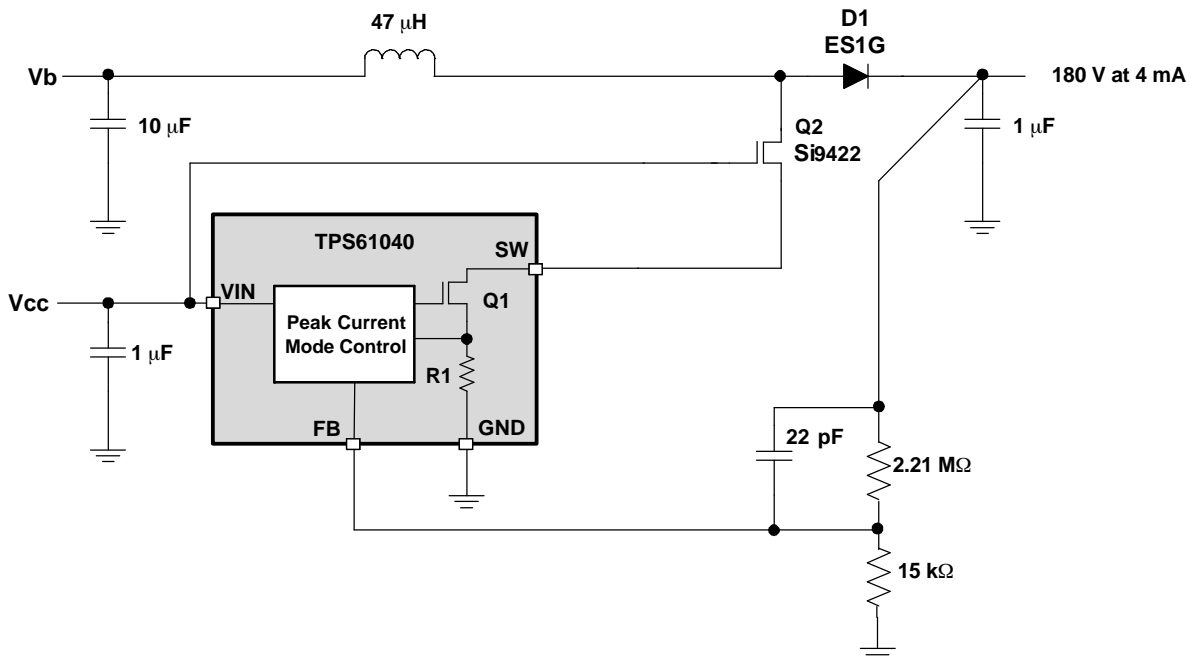 47 μH
D1
ES1G
Vb
180 V at 4 mA
10 μF
1 μF
Q2
Si9422
TPS61040
SW
Vcc
VIN
Q1
Peak Current
Mode Control
1 μF
R1
FB
GND
22 pF
2.21 MΩ
15 kΩ